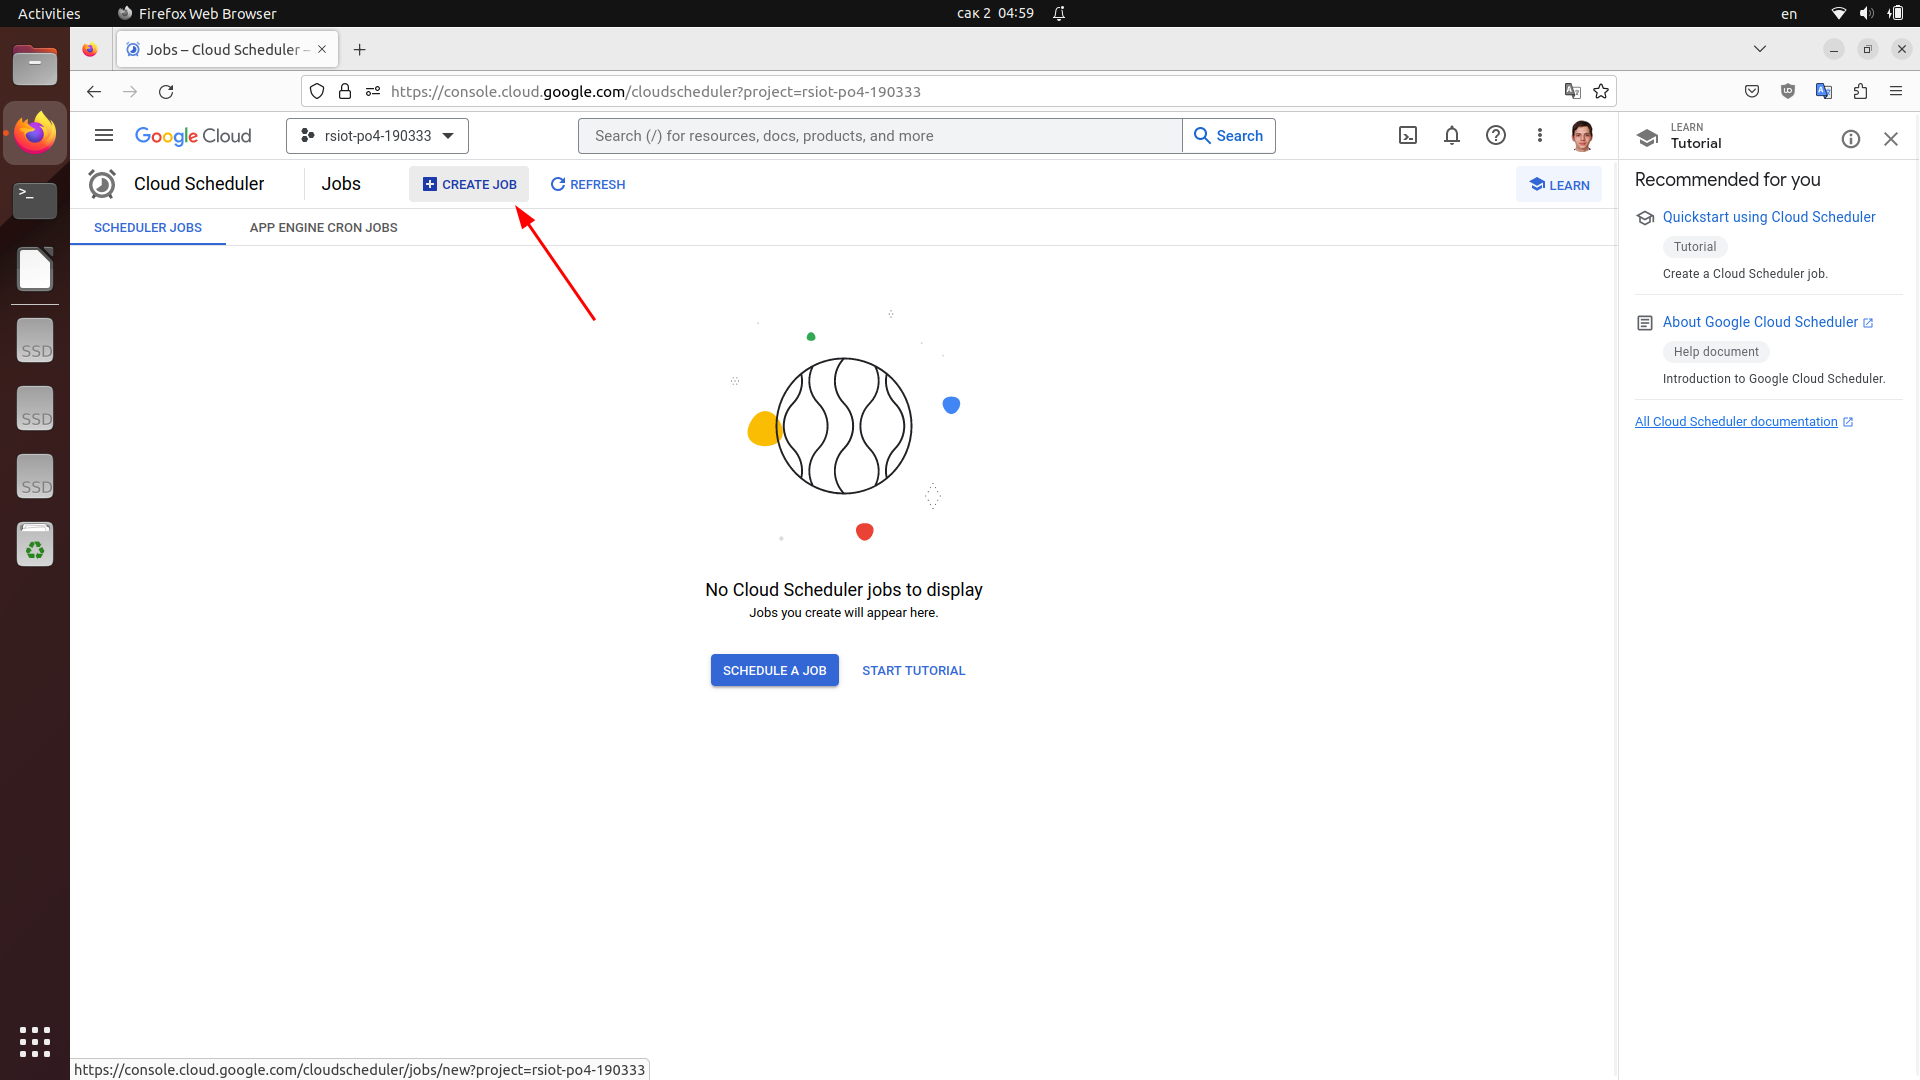 Activities
Firefox Web Browser
сак 2 04:59
en
Jobs – Cloud Scheduler –
https://console.cloud.google.com/cloudscheduler?project=rsiot-po4-190333
Google Cloud
rsiot-po4-190333
Search (/) for resources, docs, products, and more
Search
LEARN
Tutorial
Cloud Scheduler
Jobs
CREATE JOB
REFRESH
LEARN
SCHEDULER JOBS
APP ENGINE CRON JOBS
Recommended for you
Quickstart using Cloud Scheduler
Tutorial
Create a Cloud Scheduler job.
About Google Cloud Scheduler
Help document
Introduction to Google Cloud Scheduler.
All Cloud Scheduler documentation
SSD
SSD
SSD
No Cloud Scheduler jobs to display
Jobs you create will appear here.
SCHEDULE A JOB
START TUTORIAL
https://console.cloud.google.com/cloudscheduler/jobs/new?project=rsiot-po4-190333